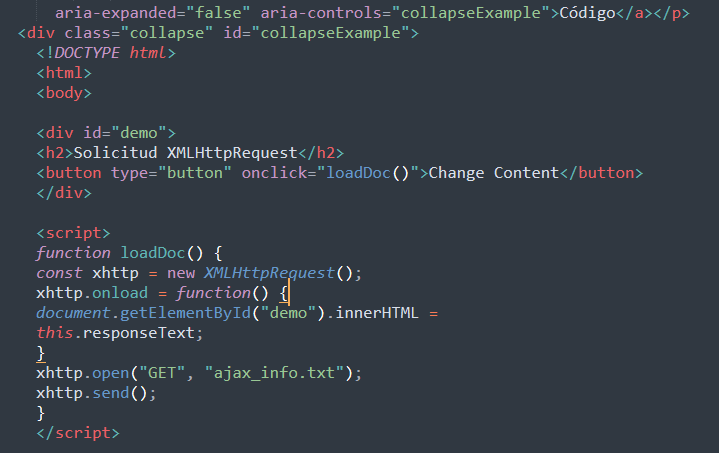 aria-expanded="false" aria-controls="collapseExample">Código</a></p>
<div class="collapse" id="collapseExample">
<!DOCTYPE html>
<html>
<body>
<div id="demo">
<h2>Solicitud XMLHttpRequest</h2>
<button type="button" onclick="loadDoc()">Change Content</button>
</div>
<script>
function loadDoc() {
const xhttp = new XMLHttpRequest();
xhttp.onload = function() {
document.getElementById("demo").innerHTML =
this.responseText;
}
xhttp.open("GET", "ajax_info.txt");
xhttp.send();
}
</script>